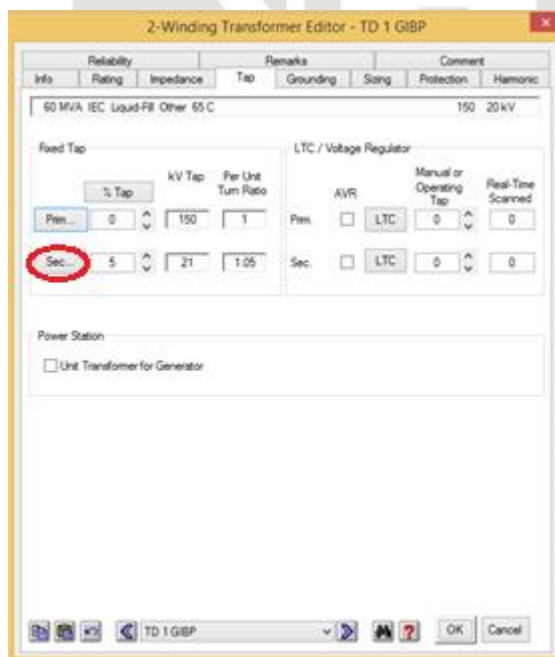 2-Winding Transformer Editor - TD 1 GIBP
Reliability Remarks Comment
Info Rating Impedance Tap Grounding Sizing Protection Harmonic
60 MVA IEC Liquid-Fill Other 65 C 150 20 kV
Fixed Tap
% Tap
kV Tap
Per Unit
Turn Ratio
Prim... 0 150 1
Sec... 5 21 1.05
LTC / Voltage Regulator
AVR
Manual or
Operating
Tap
Real-Time
Scanned
Prim. LTC 0 0
Sec. LTC 0 0
Power Station
Unit Transformer for Generator
TD 1 GIBP
?
OK Cancel